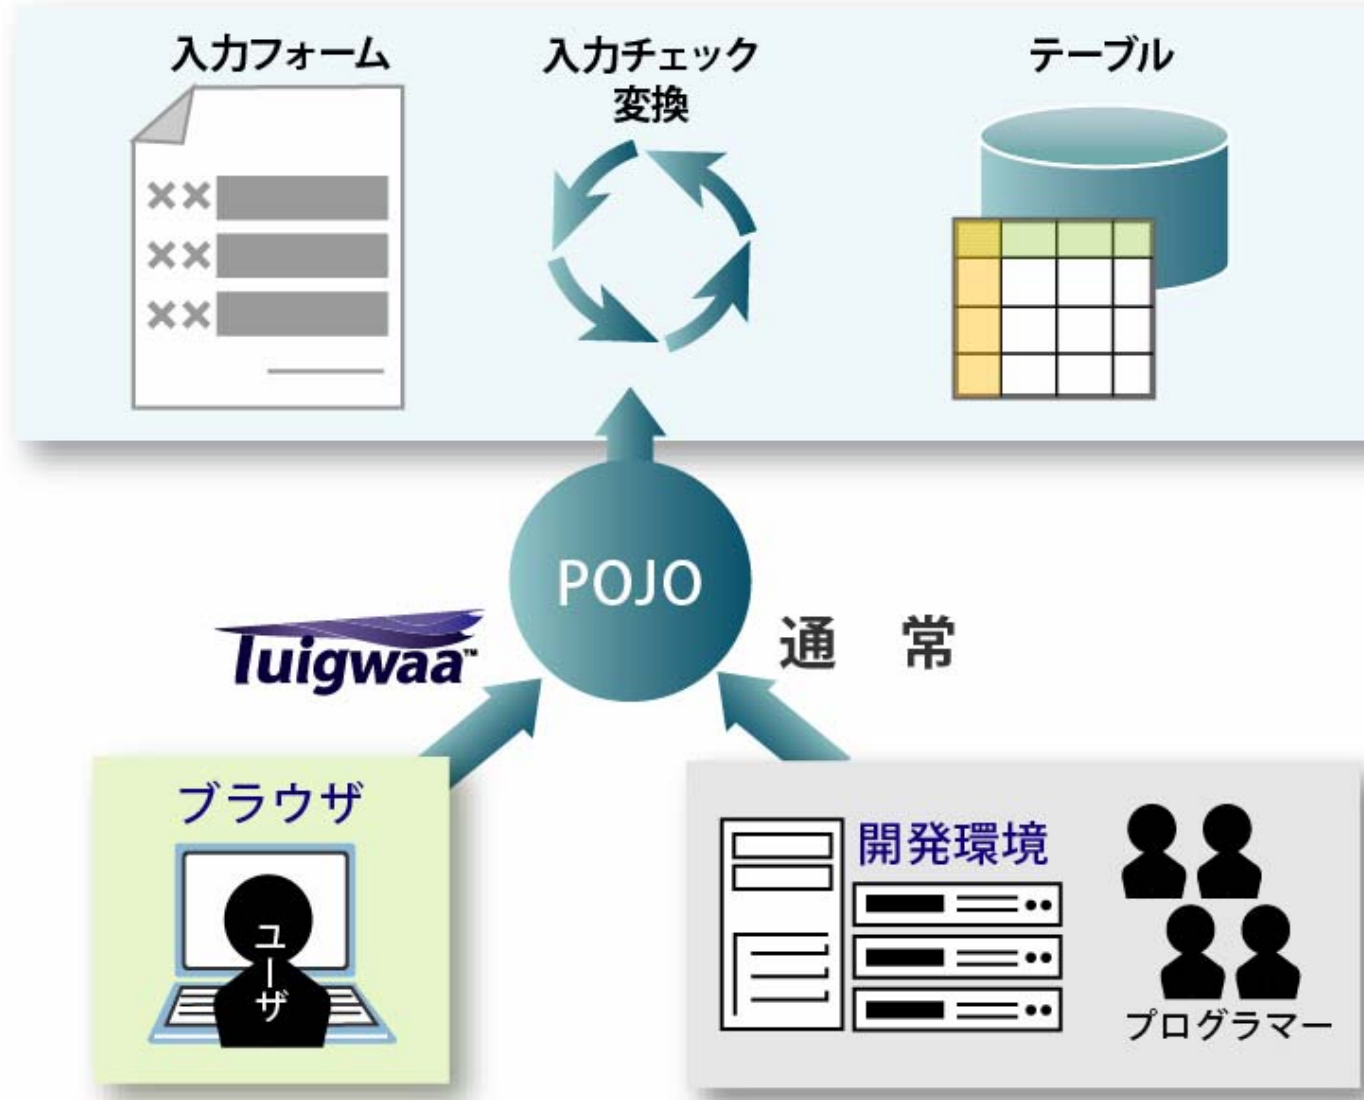 入力フォーム
入力チェック
変換
テーブル
××
××
××
POJO
luigwaa™
通 常
ブラウザ
ユーザ
開発環境
プログラマー